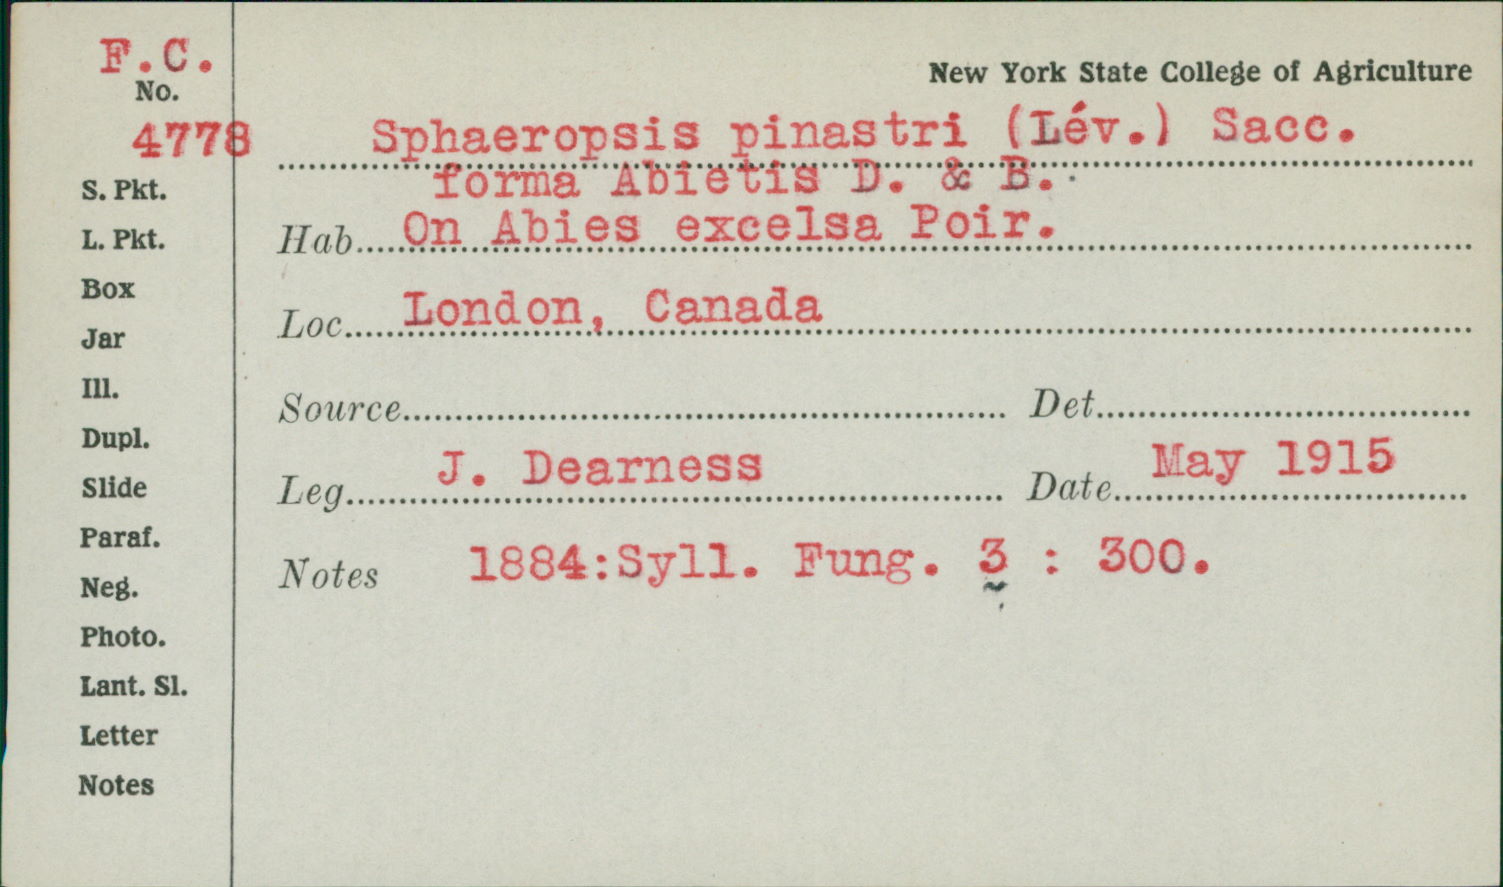 F.C.
No.
4778
S. Pkt.
L. Pkt.
Box
Jar
Ill.
Dupl.
Slide
Paraf.
Neg.
Photo.
Lant. Sl.
Letter
Notes
New York State College of Agriculture
Sphaeropsis pinastri (Lév.) Sacc.
forma Abietis D. & B.
Hab. On Abies excelsa Poir.
Loc. London, Canada
Source Det.
Leg. J. Dearness Date May 1915
Notes 1884:Syll. Fung. 3 : 300.